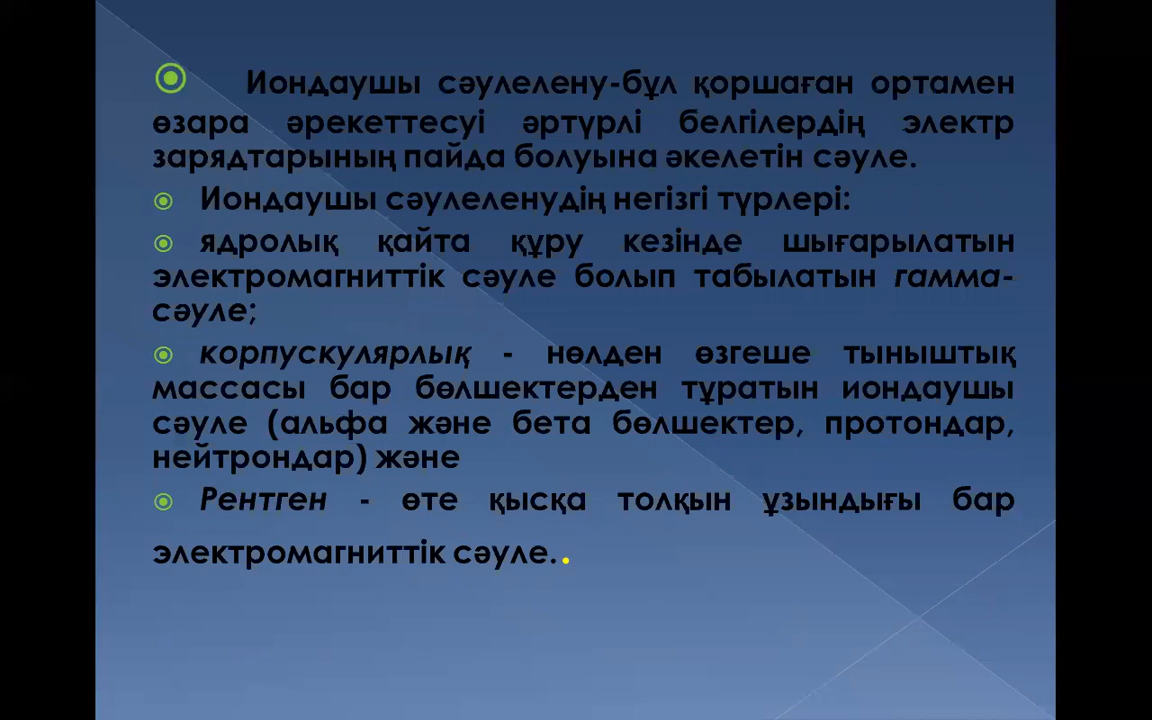 Иондаушы сәулелену-бұл қоршаған ортамен
өзара әрекеттесуі әртүрлі белгілердің электр
зарядтарының пайда болуына әкелетін сәуле.
Иондаушы сәулеленудің негізгі түрлері:
ядролық қайта құру кезінде шығарылатын
электромагниттік сәуле болып табылатын гамма-
сәуле;
корпускулярлық - нөлден өзгеше тыныштық
массасы бар бөлшектерден тұратын иондаушы
сәуле (альфа және бета бөлшектер, протондар,
нейтрондар) және
Рентген - өте қысқа толқын ұзындығы бар
электромагниттік сәуле..